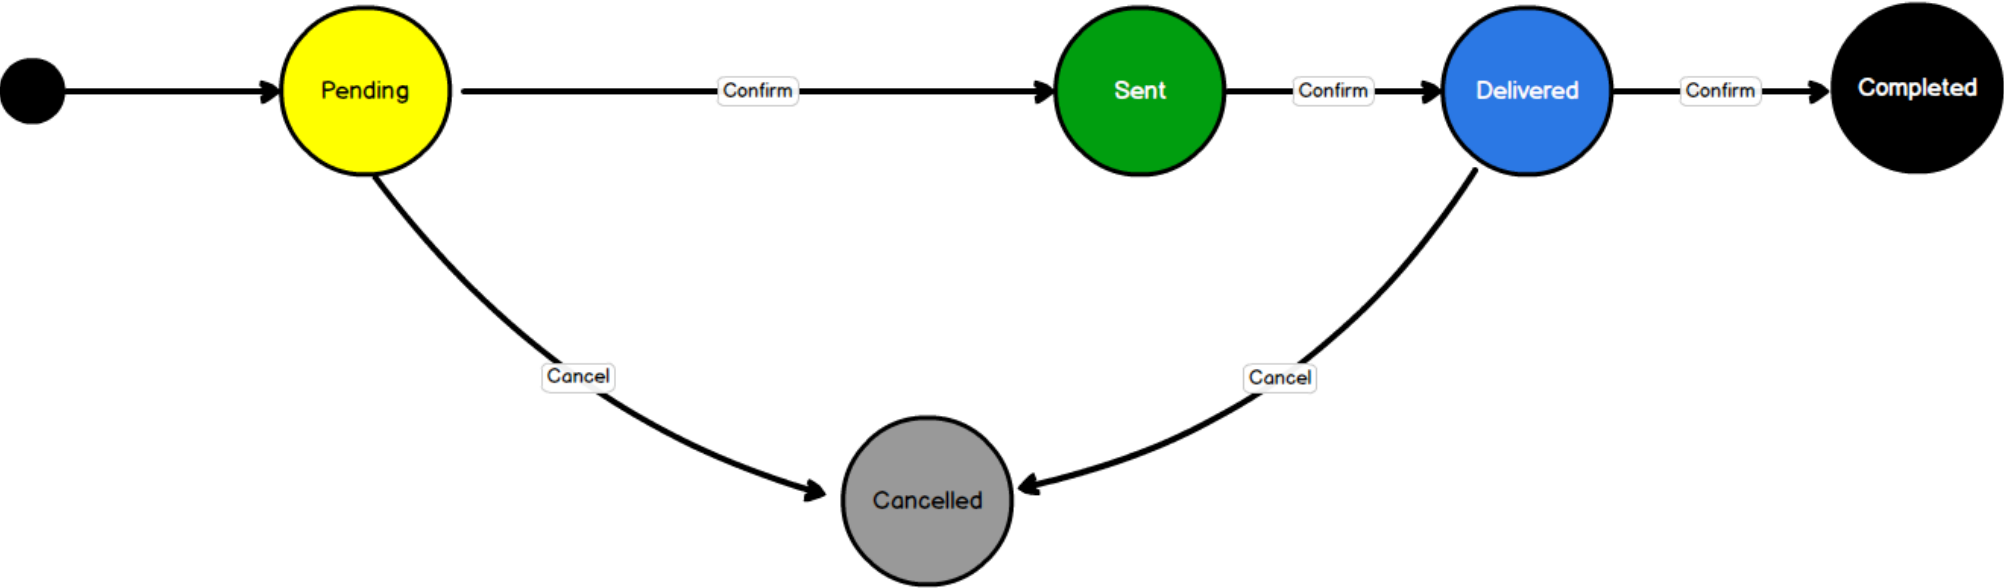 Pending
Confirm
Sent
Confirm
Delivered
Confirm
Completed
Cancel
Cancel
Cancelled